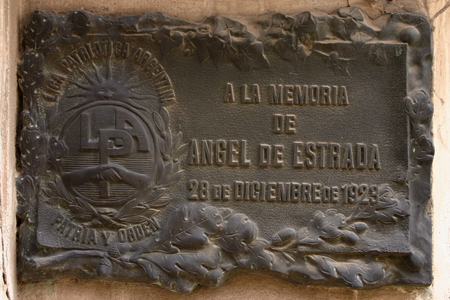 LIGA PATRIOTICA ARGENTINA
LPA
PATRIA Y ORDEN
A LA MEMORIA
DE
ANGEL DE ESTRADA
28 DE DICIEMBRE DE 1923